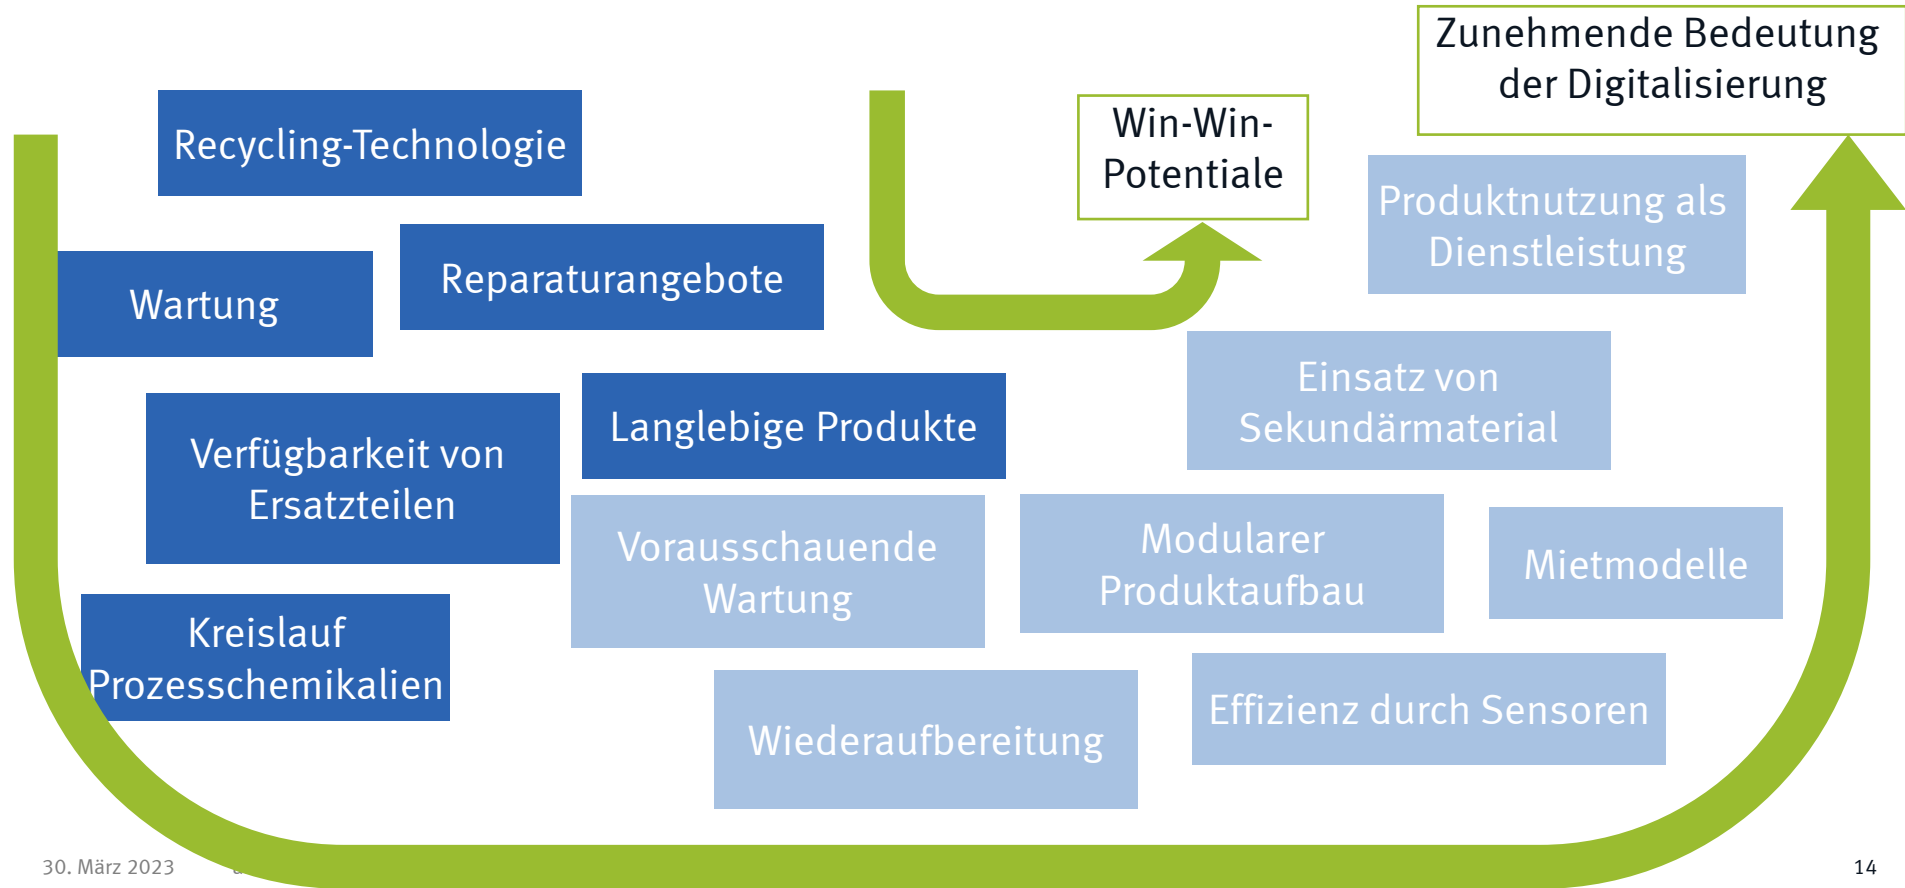 Zunehmende Bedeutung
der Digitalisierung
Win-Win-
Potentiale
Recycling-Technologie
Produktnutzung als
Dienstleistung
Reparaturangebote
Wartung
Einsatz von
Sekundärmaterial
Langlebige Produkte
Verfügbarkeit von
Ersatzteilen
Vorausschauende
Wartung
Modularer
Produktaufbau
Mietmodelle
Kreislauf
Prozesschemikalien
Effizienz durch Sensoren
Wiederaufbereitung
30. März 2023
14